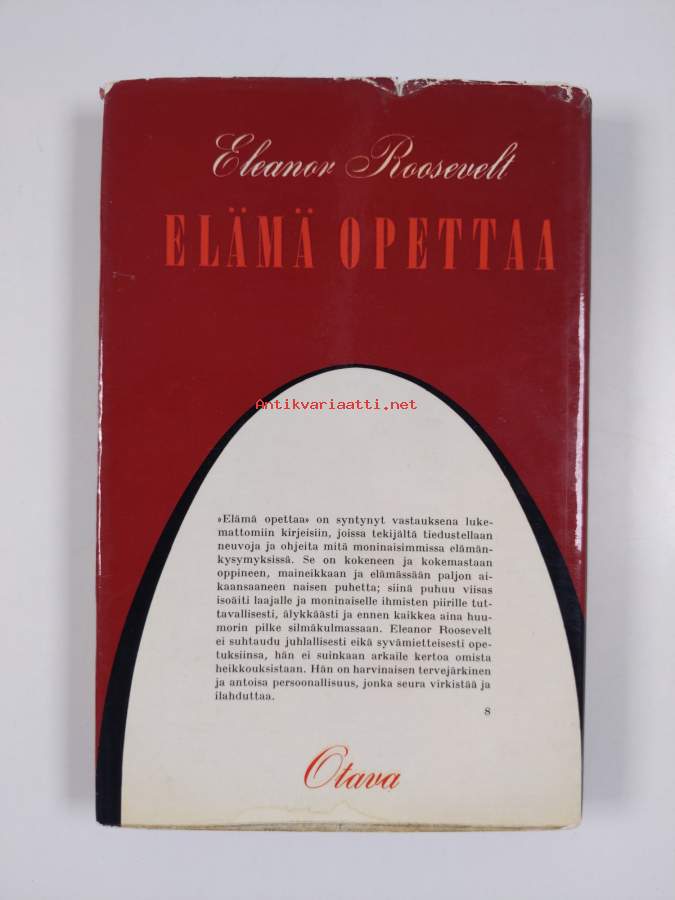 Eleanor Roosevelt
ELÄMÄ OPETTAA
Antikvariaatti.net
»Elämä opettaa» on syntynyt vastauksena luke-
mattomiin kirjeisiin, joissa tekijältä tiedustellaan
neuvoja ja ohjeita mitä moninaisimmissa elämän-
kysymyksissä. Se on kokeneen ja kokemastaan
oppineen, maineikkaan ja elämässään paljon ai-
kaansaaneen naisen puhetta; siinä puhuu viisas
isoäiti laajalle ja moninaiselle ihmisten piirille tut-
tavallisesti, älykkäästi ja ennen kaikkea aina huu-
morin pilke silmäkulmassaan. Eleanor Roosevelt
ei suhtaudu juhlallisesti eikä syvämietteisesti ope-
tuksiinsa, hän ei suinkaan arkaile kertoa omista
heikkouksistaan. Hän on harvinaisen tervejärkinen
ja antoisa persoonallisuus, jonka seura virkistää ja
ilahduttaa.
8
Otava